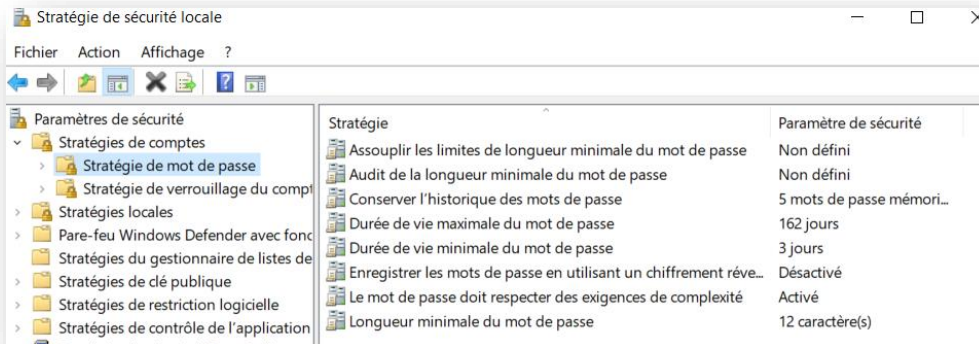 Stratégie de sécurité locale
Fichier Action Affichage ?
Paramètres de sécurité
Stratégies de comptes
Stratégie de mot de passe
Stratégie de verrouillage du compt
Stratégies locales
Pare-feu Windows Defender avec fonc
Stratégies du gestionnaire de listes de
Stratégies de clé publique
Stratégies de restriction logicielle
Stratégies de contrôle de l'application
Stratégie Paramètre de sécurité
Assouplir les limites de longueur minimale du mot de passe Non défini
Audit de la longueur minimale du mot de passe Non défini
Conserver l'historique des mots de passe 5 mots de passe mémori...
Durée de vie maximale du mot de passe 162 jours
Durée de vie minimale du mot de passe 3 jours
Enregistrer les mots de passe en utilisant un chiffrement réve... Désactivé
Le mot de passe doit respecter des exigences de complexité Activé
Longueur minimale du mot de passe 12 caractère(s)